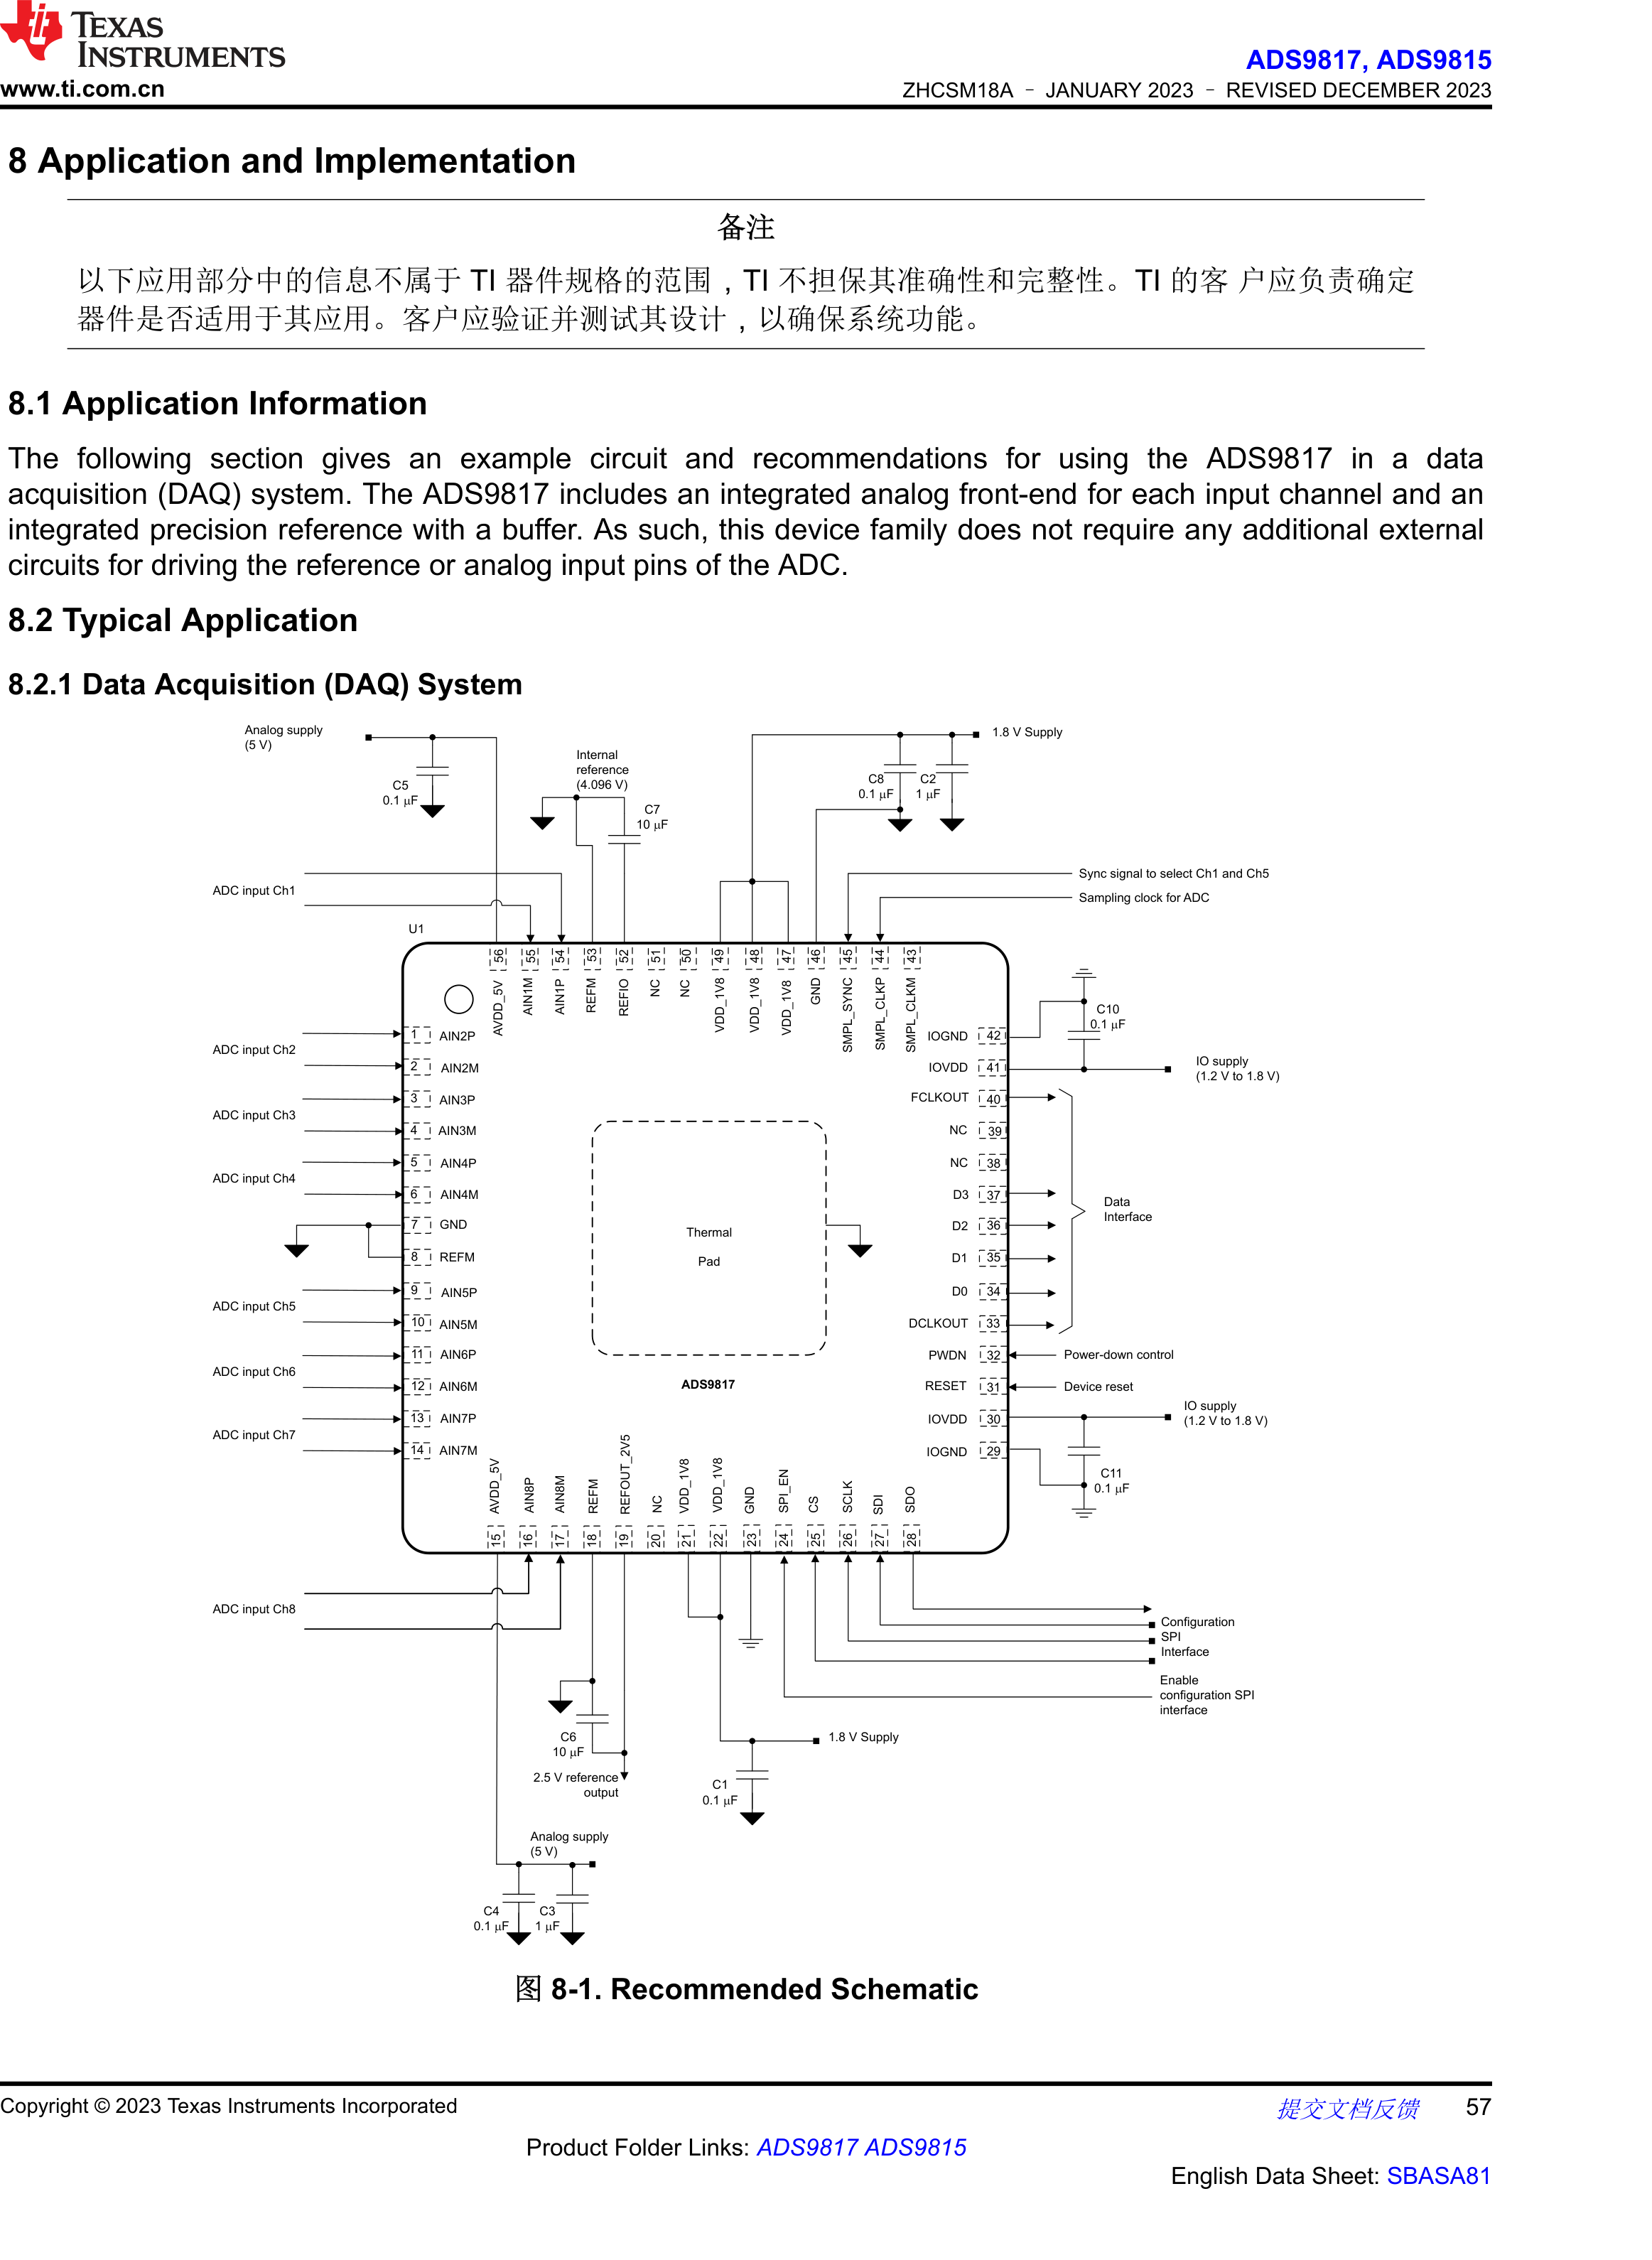 TEXAS
INSTRUMENTS
www.ti.com.cn
ADS9817, ADS9815
ZHCSM18A – JANUARY 2023 – REVISED DECEMBER 2023
8 Application and Implementation
备注
以下应用部分中的信息不属于 TI 器件规格的范围，TI 不担保其准确性和完整性。TI 的客 户应负责确定
器件是否适用于其应用。客户应验证并测试其设计，以确保系统功能。
8.1 Application Information
The following section gives an example circuit and recommendations for using the ADS9817 in a data
acquisition (DAQ) system. The ADS9817 includes an integrated analog front-end for each input channel and an
integrated precision reference with a buffer. As such, this device family does not require any additional external
circuits for driving the reference or analog input pins of the ADC.
8.2 Typical Application
8.2.1 Data Acquisition (DAQ) System
Analog supply
(5 V)
C5
0.1 μF
Internal
reference
(4.096 V)
C7
10 μF
C8
0.1 μF
C2
1 μF
1.8 V Supply
ADC input Ch1
Sync signal to select Ch1 and Ch5
Sampling clock for ADC
U1
56
55
54
53
52
51
50
49
48
47
46
45
44
43
AVDD_5V
AIN1M
AIN1P
REFM
REFIO
NC
NC
VDD_1V8
VDD_1V8
VDD_1V8
GND
SMPL_SYNC
SMPL_CLKP
SMPL_CLKM
ADC input Ch2
1 AIN2P
2 AIN2M
ADC input Ch3
3 AIN3P
4 AIN3M
ADC input Ch4
5 AIN4P
6 AIN4M
7 GND
8 REFM
ADC input Ch5
9 AIN5P
10 AIN5M
ADC input Ch6
11 AIN6P
12 AIN6M
ADC input Ch7
13 AIN7P
14 AIN7M
Thermal
Pad
ADS9817
IOGND 42
IOVDD 41
FCLKOUT 40
NC 39
NC 38
D3 37
D2 36
D1 35
D0 34
DCLKOUT 33
PWDN 32
RESET 31
IOVDD 30
IOGND 29
C10
0.1 μF
IO supply
(1.2 V to 1.8 V)
Data
Interface
Power-down control
Device reset
IO supply
(1.2 V to 1.8 V)
C11
0.1 μF
AVDD_5V
AIN8P
AIN8M
REFM
REFOUT_2V5
NC
VDD_1V8
VDD_1V8
GND
SPI_EN
CS
SCLK
SDI
SDO
15
16
17
18
19
20
21
22
23
24
25
26
27
28
ADC input Ch8
Configuration
SPI
Interface
Enable
configuration SPI
interface
C6
10 μF
2.5 V reference
output
1.8 V Supply
C1
0.1 μF
Analog supply
(5 V)
C4
0.1 μF
C3
1 μF
图 8-1. Recommended Schematic
Copyright © 2023 Texas Instruments Incorporated
提交文档反馈 57
Product Folder Links: ADS9817 ADS9815
English Data Sheet: SBASA81